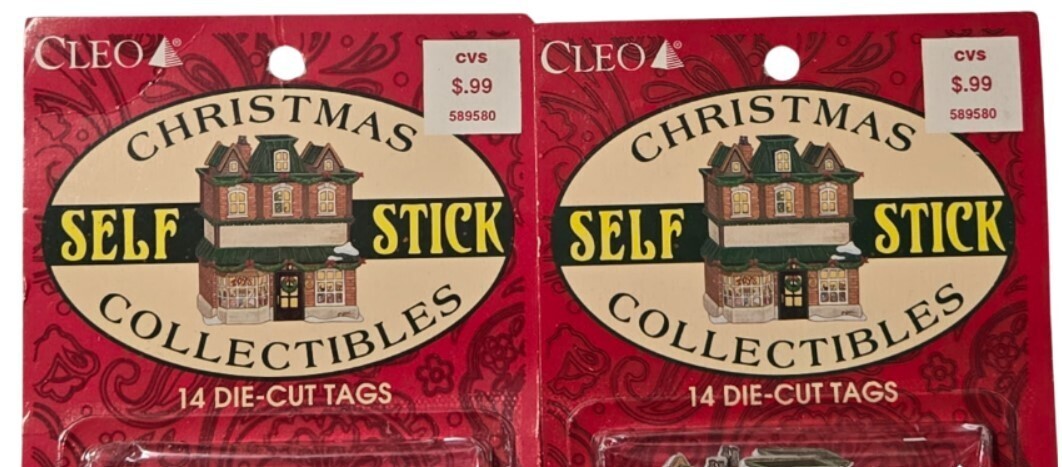 CLEO®
CVS
$.99
589580
CHRISTMAS
SELF STICK
COLLECTIBLES
14 DIE-CUT TAGS
CLEO®
CVS
$.99
589580
CHRISTMAS
SELF STICK
COLLECTIBLES
14 DIE-CUT TAGS